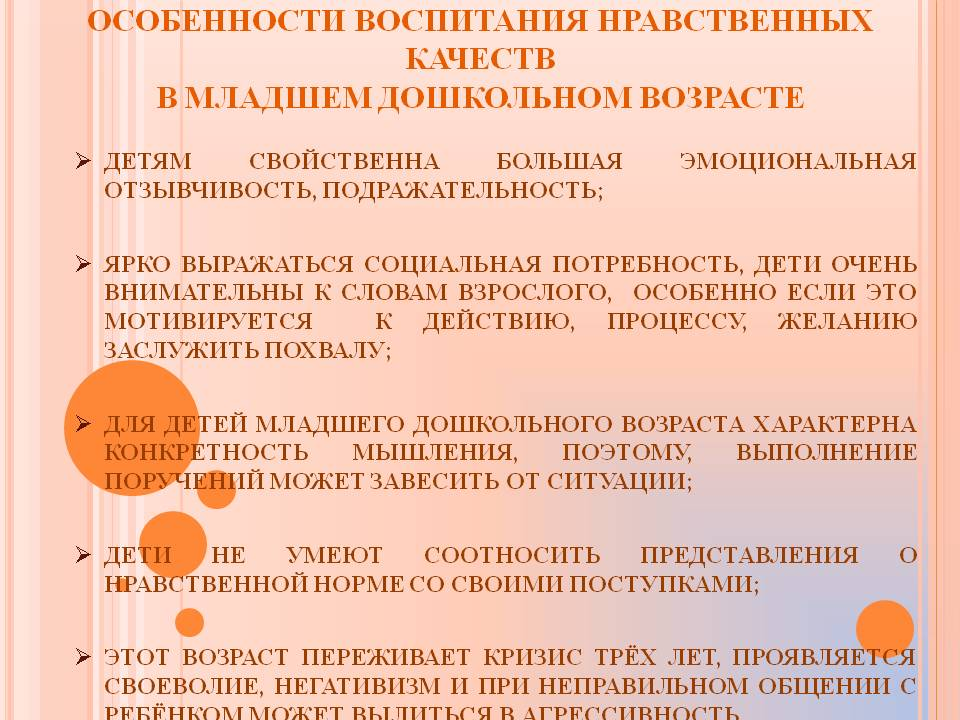 ОСОБЕННОСТИ ВОСПИТАНИЯ НРАВСТВЕННЫХ
КАЧЕСТВ
В МЛАДШЕМ ДОШКОЛЬНОМ ВОЗРАСТЕ
ДЕТЯМ СВОЙСТВЕННА БОЛЬШАЯ ЭМОЦИОНАЛЬНАЯ
ОТЗЫВЧИВОСТЬ, ПОДРАЖАТЕЛЬНОСТЬ;
ЯРКО ВЫРАЖАТЬСЯ СОЦИАЛЬНАЯ ПОТРЕБНОСТЬ, ДЕТИ ОЧЕНЬ
ВНИМАТЕЛЬНЫ К СЛОВАМ ВЗРОСЛОГО, ОСОБЕННО ЕСЛИ ЭТО
МОТИВИРУЕТСЯ К ДЕЙСТВИЮ, ПРОЦЕССУ, ЖЕЛАНИЮ
ЗАСЛУЖИТЬ ПОХВАЛУ;
ДЛЯ ДЕТЕЙ МЛАДШЕГО ДОШКОЛЬНОГО ВОЗРАСТА ХАРАКТЕРНА
КОНКРЕТНОСТЬ МЫШЛЕНИЯ, ПОЭТОМУ, ВЫПОЛНЕНИЕ
ПОРУЧЕНИЙ МОЖЕТ ЗАВЕСИТЬ ОТ СИТУАЦИИ;
ДЕТИ НЕ УМЕЮТ СООТНОСИТЬ ПРЕДСТАВЛЕНИЯ О
НРАВСТВЕННОЙ НОРМЕ СО СВОИМИ ПОСТУПКАМИ;
ЭТОТ ВОЗРАСТ ПЕРЕЖИВАЕТ КРИЗИС ТРЁХ ЛЕТ, ПРОЯВЛЯЕТСЯ
СВОЕВОЛИЕ, НЕГАТИВИЗМ И ПРИ НЕПРАВИЛЬНОМ ОБЩЕНИИ С
РЕБЁНКОМ МОЖЕТ ВЫЛИТЬСЯ В АГРЕССИВНОСТЬ